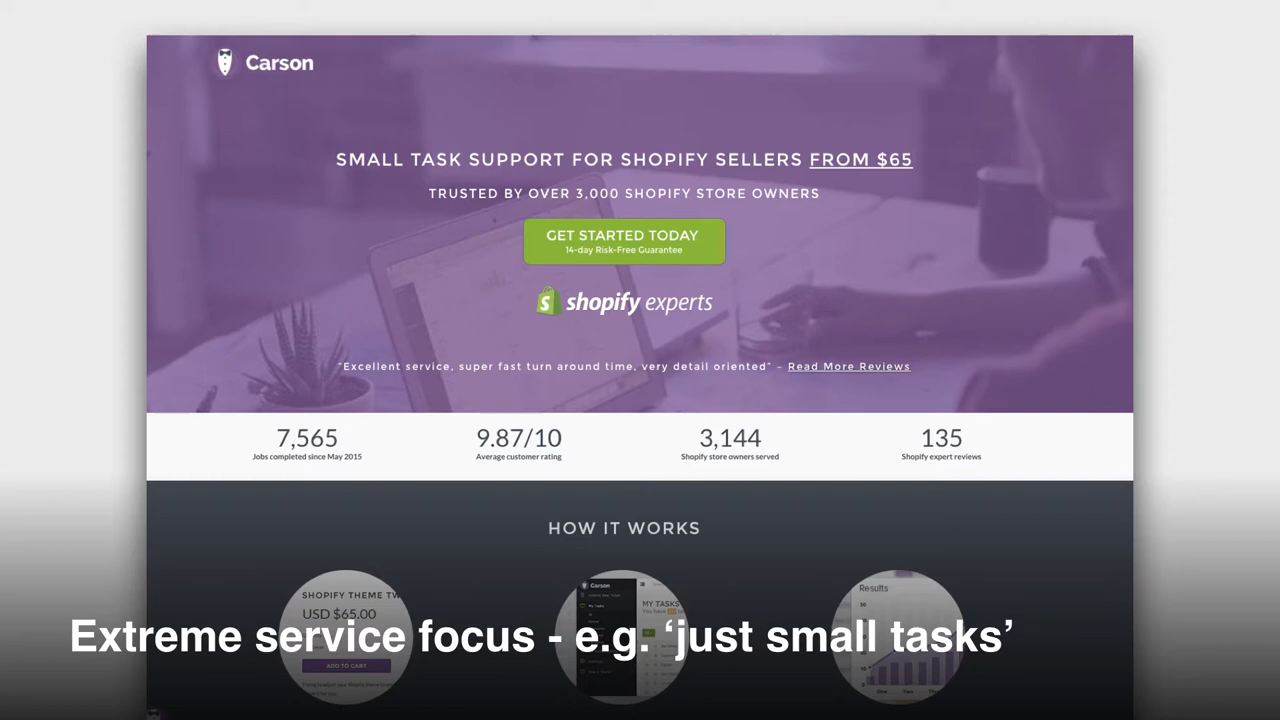 Carson
SMALL TASK SUPPORT FOR SHOPIFY SELLERS FROM $65
TRUSTED BY OVER 3,000 SHOPIFY STORE OWNERS
GET STARTED TODAY
14-day Risk-Free Guarantee
shopify experts
"Excellent service, super fast turn around time, very detail oriented" - Read More Reviews
7,565 9.87/10 3,144 135
Jobs completed since May 2015 Average customer rating Shopify store owners served Shopify expert reviews
HOW IT WORKS
SHOPIFY THEME TW
USD $65.00
ADD TO CART
Carson
My Tasks
MY TASKS
Results
Extreme service focus - e.g. ‘just small tasks’